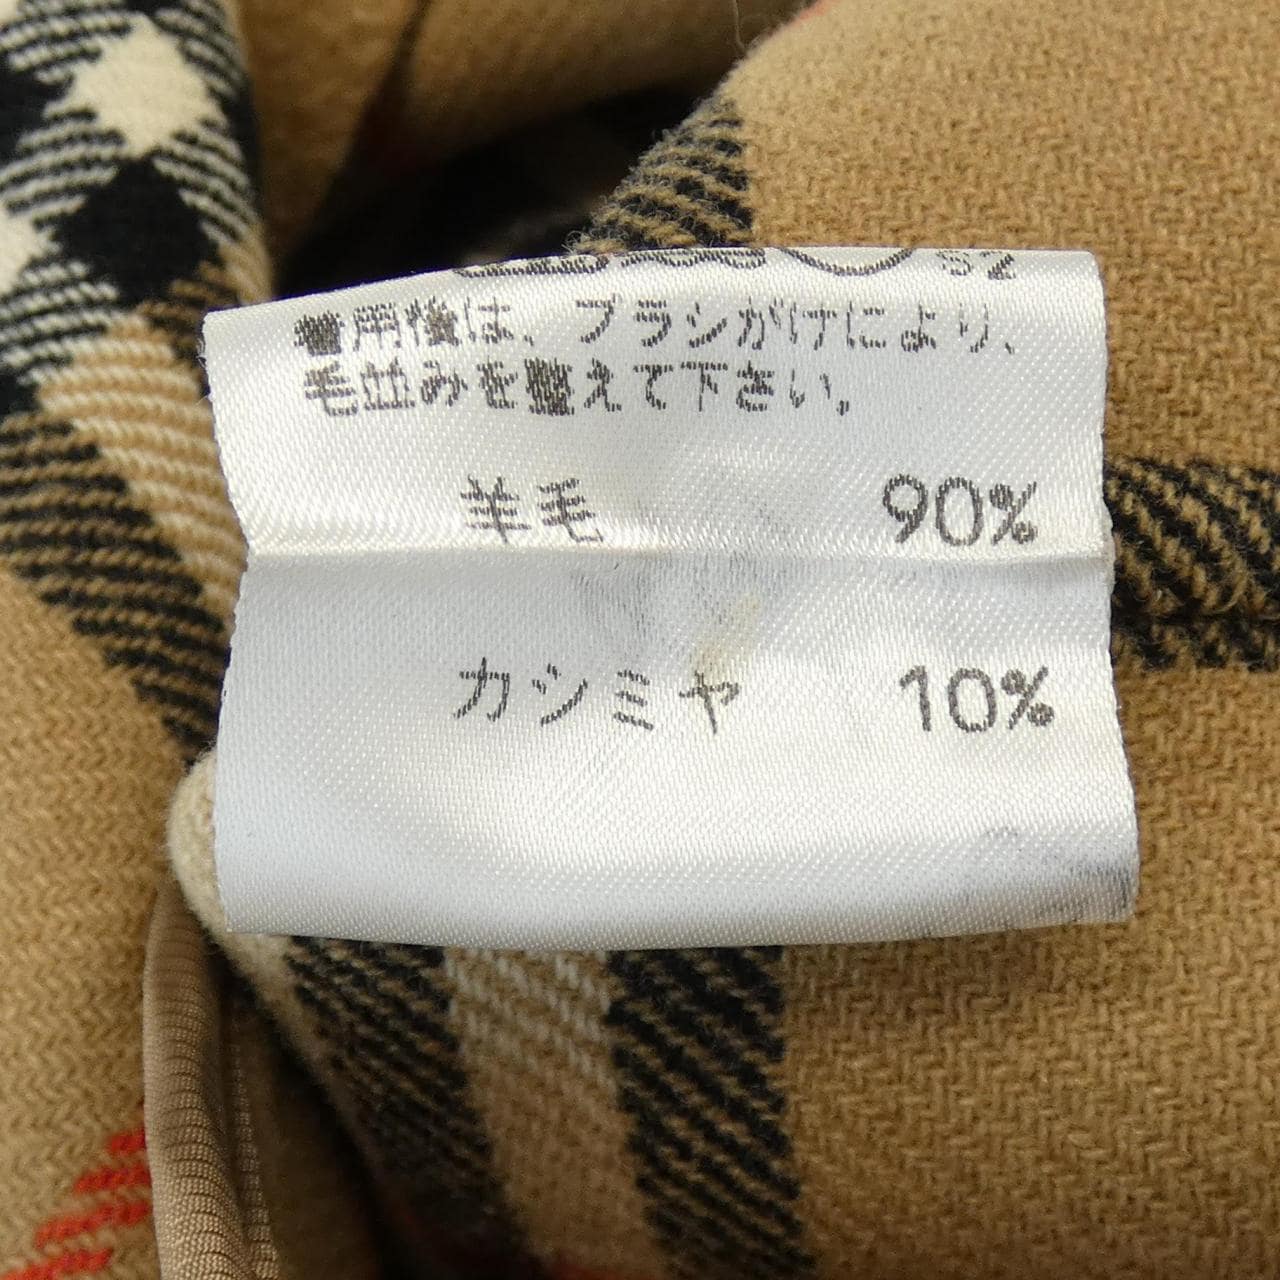 着用後は、ブラシがけにより、
毛並みを整えて下さい。
羊毛 90%
カシミヤ 10%